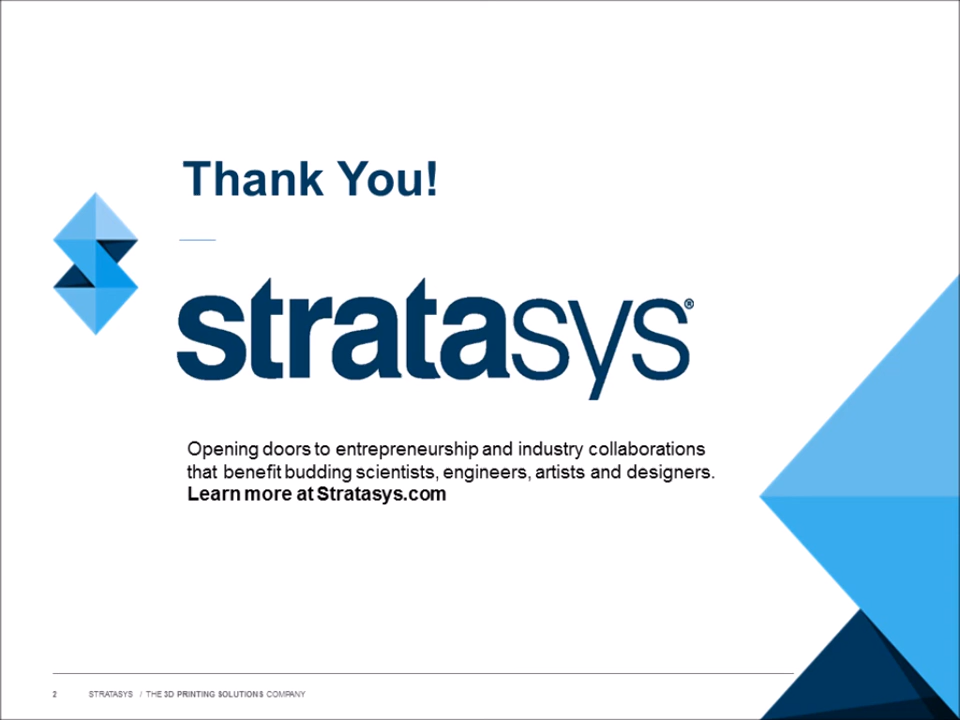 Thank You!
stratasys®
Opening doors to entrepreneurship and industry collaborations
that benefit budding scientists, engineers, artists and designers.
Learn more at Stratasys.com
2 STRATASYS / THE 3D PRINTING SOLUTIONS COMPANY